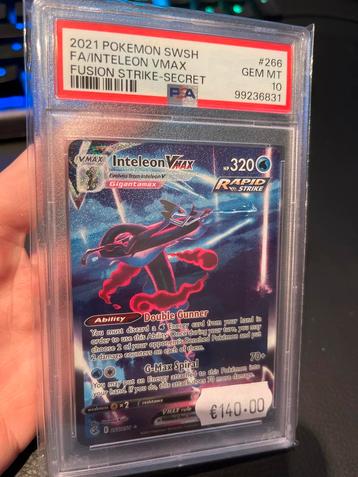 2021 POKEMON SWSH #266
FA/INTELEON VMAX GEM MT
FUSION STRIKE-SECRET 10
PSA 99236831
VMAX Inteleon VMAX HP 320
Evolves from Inteleon V
Gigantamax RAPID STRIKE
Ability Double Gunner
You must discard a Energy card from your hand in
order to use this Ability. Once during your turn, you may
choose 2 of your opponent's Benched Pokémon and put
2 damage counters on each of them.
G-Max Spiral 70+
You may put an Energy attached to this Pokémon into
your hand. If you do, this attack does 70 more damage.
weakness ×2 resistance
VMAX rule
€140.00